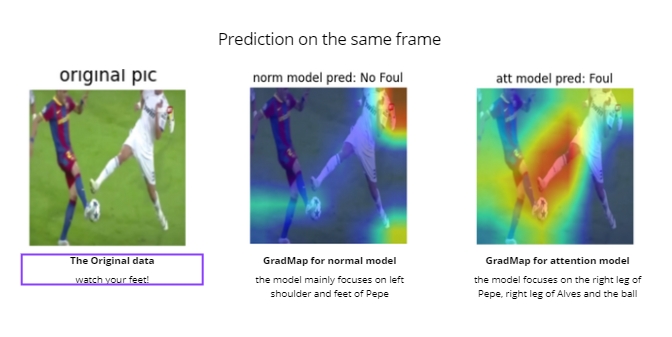 Prediction on the same frame
original pic
norm model pred: No Foul
att model pred: Foul
The Original data
watch your feet!
GradMap for normal model
the model mainly focuses on left
shoulder and feet of Pepe
GradMap for attention model
the model focuses on the right leg of
Pepe, right leg of Alves and the ball